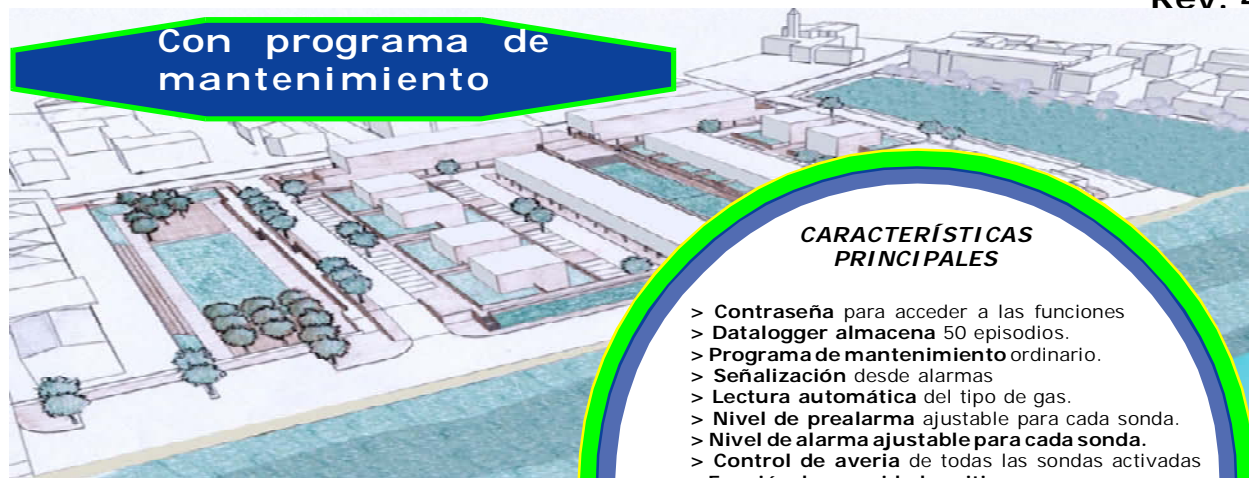 Rev. 4
Con programa de
mantenimiento
CARACTERÍSTICAS
PRINCIPALES
> Contraseña para acceder a las funciones
> Datalogger almacena 50 episodios.
> Programa de mantenimiento ordinario.
> Señalización desde alarmas
> Lectura automática del tipo de gas.
> Nivel de prealarma ajustable para cada sonda.
> Nivel de alarma ajustable para cada sonda.
> Control de averia de todas las sondas activadas